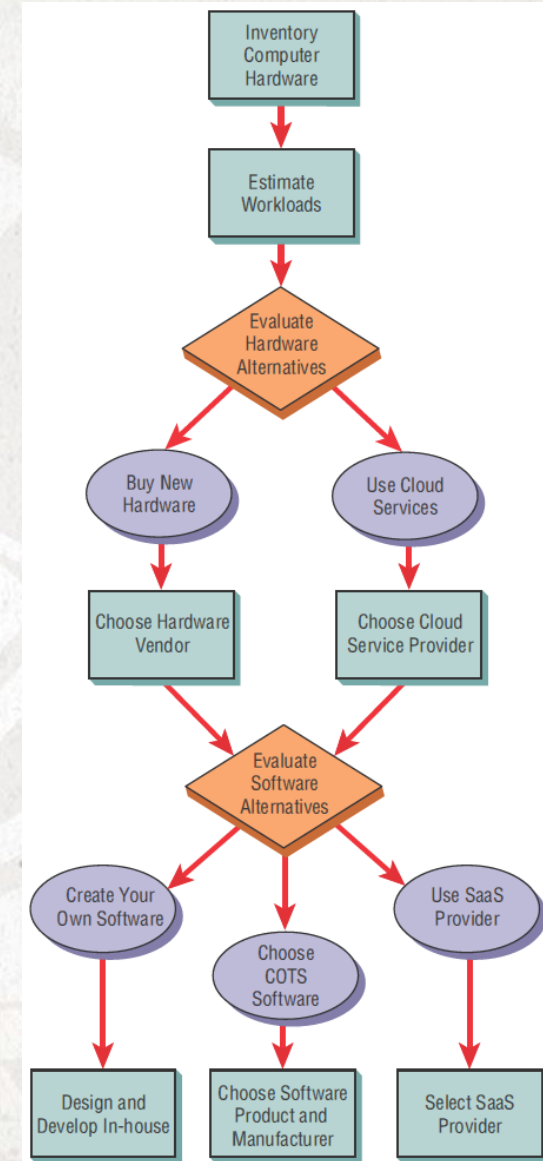 Inventory
Computer
Hardware
Estimate
Workloads
Evaluate
Hardware
Alternatives
Buy New
Hardware
Use Cloud
Services
Choose Hardware
Vendor
Choose Cloud
Service Provider
Evaluate
Software
Alternatives
Create Your
Own Software
Choose
COTS
Software
Use SaaS
Provider
Design and
Develop In-house
Choose Software
Product and
Manufacturer
Select SaaS
Provider